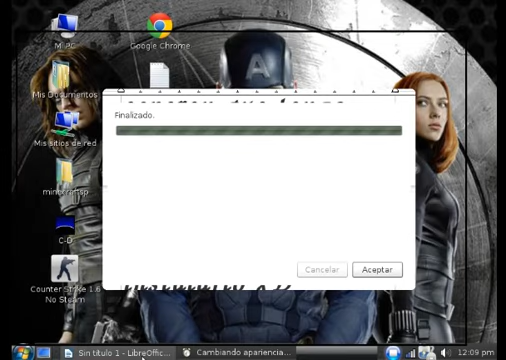 Mi PC
Google Chrome
Mis Documentos
Finalizado.
Mis sitios de red
minecraftsp
C-D
Counter Strike 1.6
No Steam
Cancelar
Aceptar
Sin título 1 - LibreOffic...
Cambiando apariencia...
12:09 pm